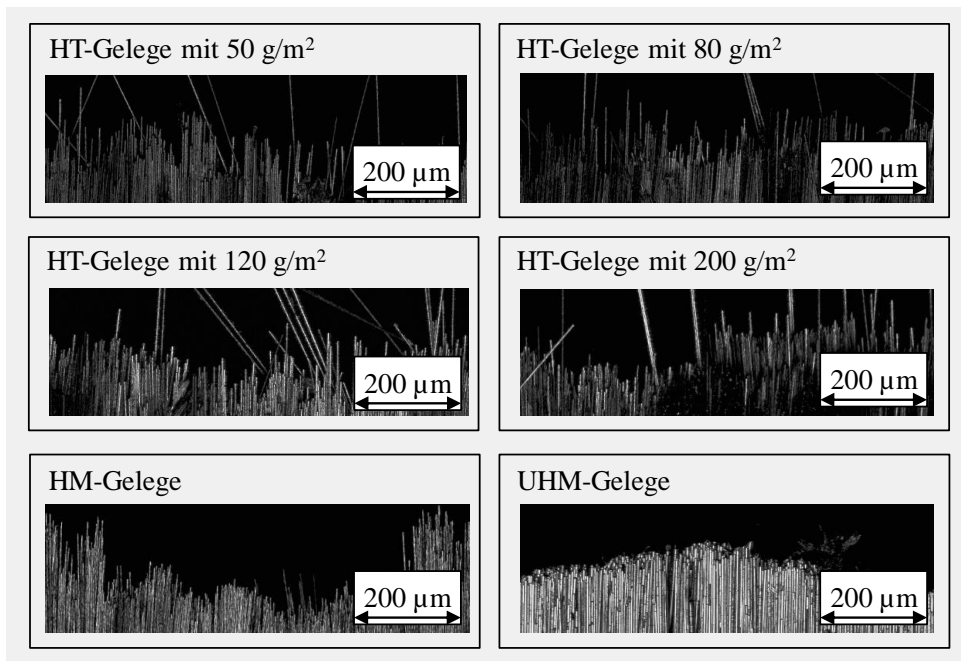 HT-Gelege mit 50 g/m²
200 µm
HT-Gelege mit 80 g/m²
200 µm
HT-Gelege mit 120 g/m²
200 µm
HT-Gelege mit 200 g/m²
200 µm
HM-Gelege
200 µm
UHM-Gelege
200 µm